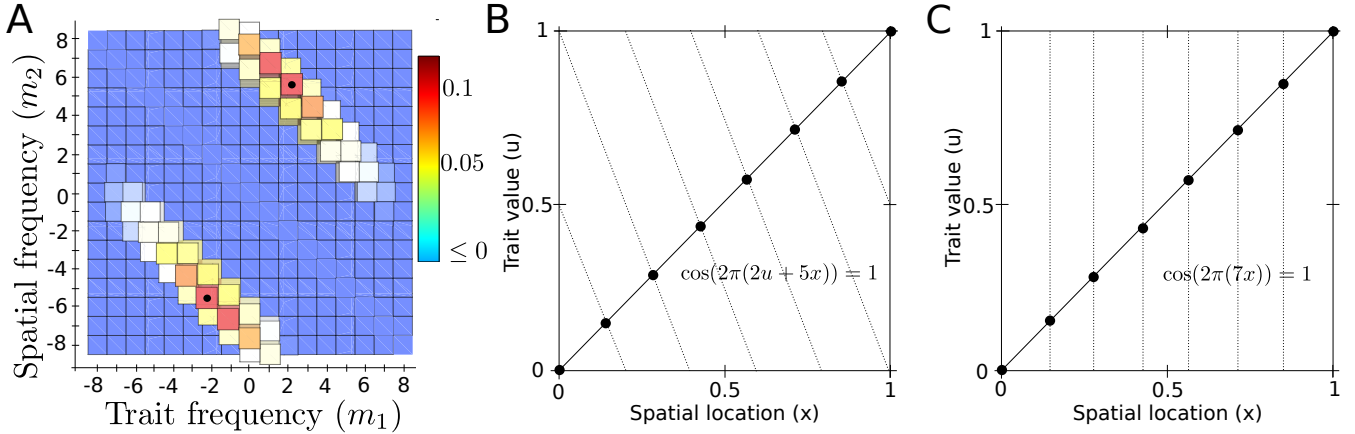 A
Spatial frequency (m₂)
8
6
4
2
0
-2
-4
-6
-8
-8 -6 -4 -2 0 2 4 6 8
Trait frequency (m₁)
0.1
0.05
≤ 0
B
Trait value (u)
1
0.5
0
cos(2π(2u + 5x)) = 1
0 0.5 1
Spatial location (x)
C
Trait value (u)
1
0.5
0
cos(2π(7x)) = 1
0 0.5 1
Spatial location (x)